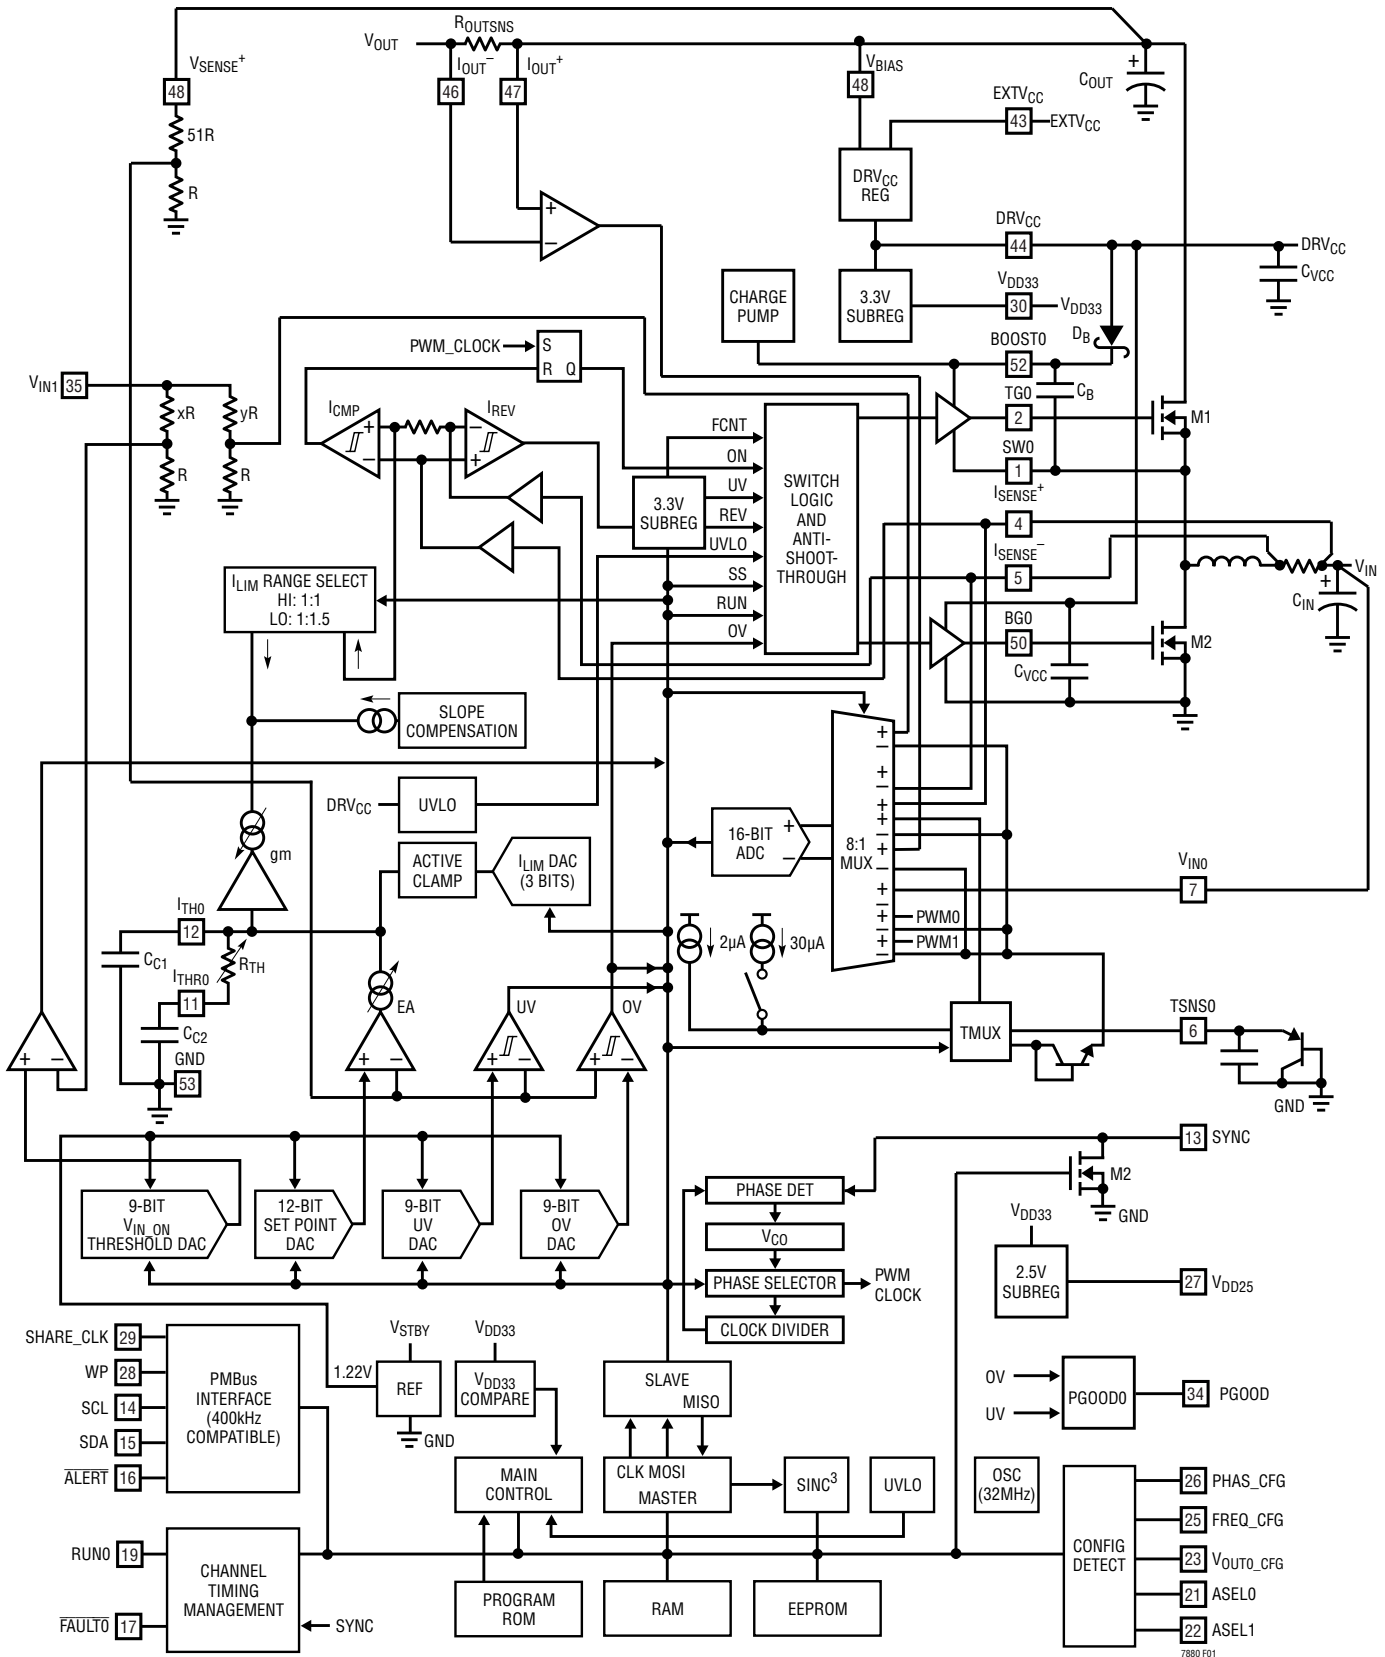 ROUTSNS
VOUT
VSENSE+
IOUT−
IOUT+
VBIAS
+
COUT
48
46
47
48
EXTVCC
43
EXTVCC
51R
R
DRVCC
REG
+
−
DRVCC
44
DRVCC
CVCC
CHARGE
PUMP
3.3V
SUBREG
VDD33
30
VDD33
PWM_CLOCK
S
R
Q
BOOST0
DB
52
VIN1
35
xR
yR
R
R
ICMP
IREV
+
−
−
+
CB
TG0
2
M1
FCNT
ON
UV
REV
UVLO
SS
RUN
OV
SWITCH
LOGIC
AND
ANTI-
SHOOT-
THROUGH
SW0
1
3.3V
SUBREG
ISENSE+
4
ISENSE−
5
VIN
+
CIN
ILIM RANGE SELECT
HI: 1:1
LO: 1:1.5
BG0
50
M2
CVCC
SLOPE
COMPENSATION
DRVCC
UVLO
16-BIT
ADC
+
−
8:1
MUX
+
−
+
−
+
+
−
+
−
+
−
+
−
+
−
PWM0
PWM1
VIN0
7
gm
ACTIVE
CLAMP
ILIM DAC
(3 BITS)
ITH0
12
CC1
RTH
ITHR0
11
CC2
GND
53
2µA
30µA
EA
UV
OV
+
−
+
−
+
−
+
−
TMUX
TSNS0
6
GND
13
SYNC
M2
GND
9-BIT
VIN_ON
THRESHOLD DAC
12-BIT
SET POINT
DAC
9-BIT
UV
DAC
9-BIT
OV
DAC
PHASE DET
VCO
PHASE SELECTOR
PWM
CLOCK
CLOCK DIVIDER
VDD33
2.5V
SUBREG
27
VDD25
SHARE_CLK
29
WP
28
SCL
14
SDA
15
ALERT
16
PMBus
INTERFACE
(400kHz
COMPATIBLE)
1.22V
VSTBY
REF
GND
VDD33
VDD33
COMPARE
SLAVE
MISO
OV
UV
PGOOD0
34
PGOOD
MAIN
CONTROL
CLK MOSI
MASTER
SINC3
UVLO
OSC
(32MHz)
RUN0
19
FAULT0
17
CHANNEL
TIMING
MANAGEMENT
SYNC
PROGRAM
ROM
RAM
EEPROM
CONFIG
DETECT
26
PHAS_CFG
25
FREQ_CFG
23
VOUT0_CFG
21
ASEL0
22
ASEL1
7880 F01